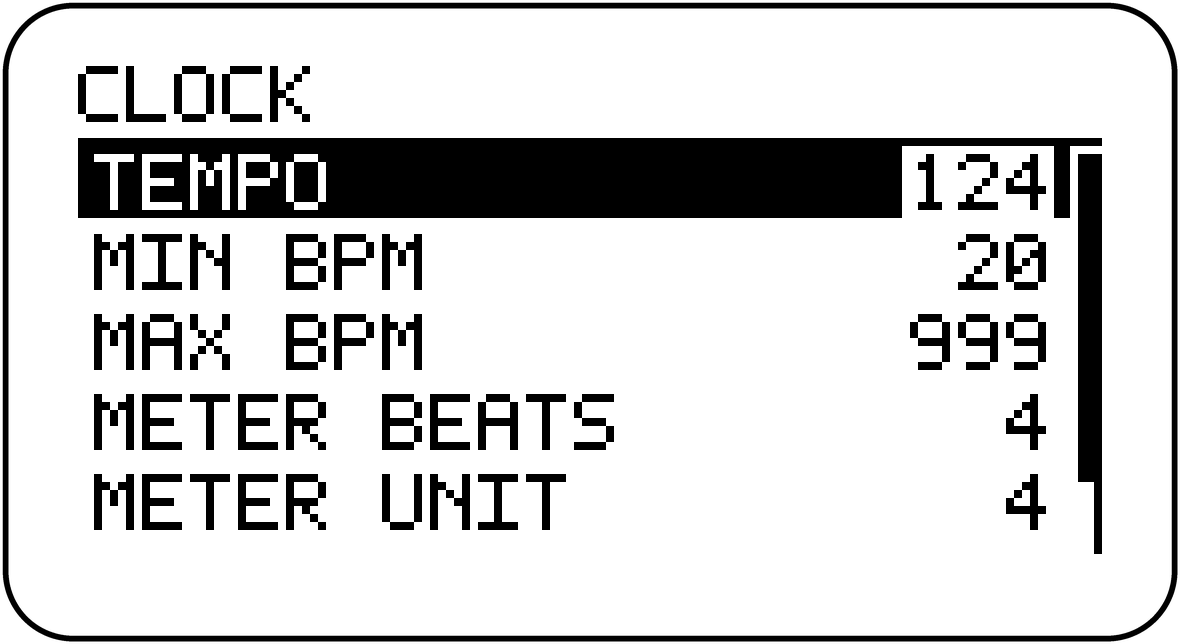 CLOCK
TEMPO 124
MIN BPM 20
MAX BPM 999
METER BEATS 4
METER UNIT 4